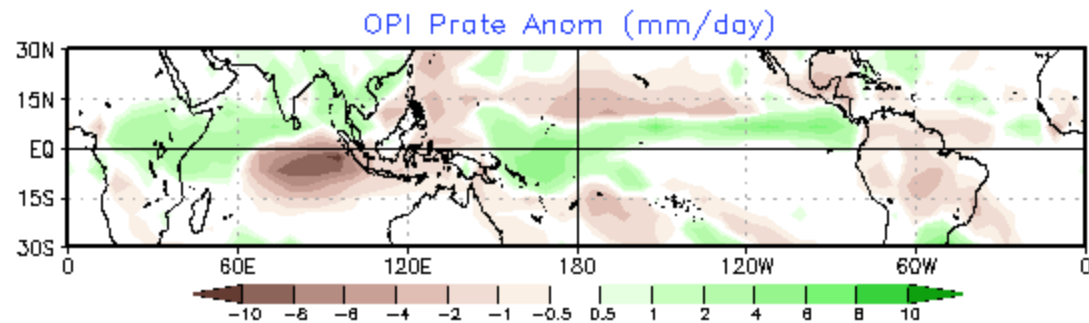 OPI Prate Anom (mm/day)
30N
15N
EQ
15S
30S
0 60E 120E 180 120W 60W 0
-10 -8 -6 -4 -2 -1 -0.5 0.5 1 2 4 6 8 10